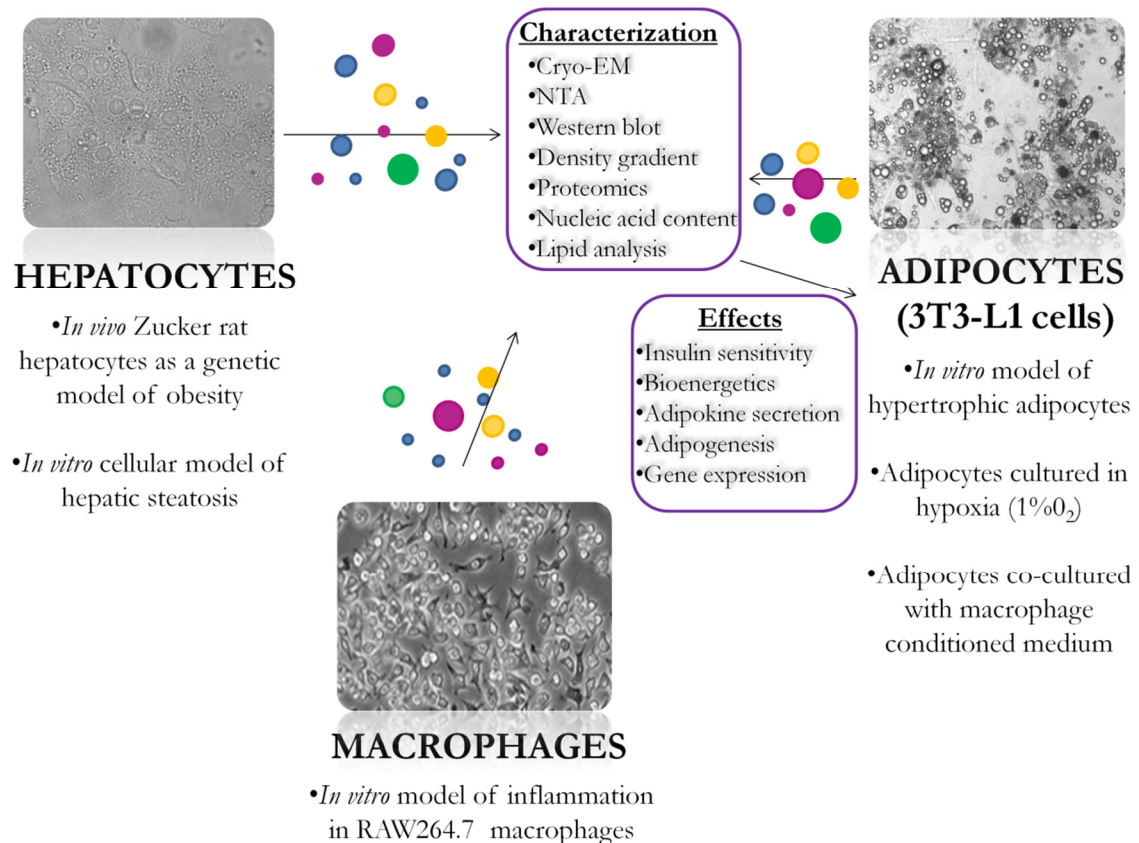 Characterization
•Cryo-EM
•NTA
•Western blot
•Density gradient
•Proteomics
•Nucleic acid content
•Lipid analysis
HEPATOCYTES
•In vivo Zucker rat
hepatocytes as a genetic
model of obesity
•In vitro cellular model of
hepatic steatosis
Effects
•Insulin sensitivity
•Bioenergetics
•Adipokine secretion
•Adipogenesis
•Gene expression
ADIPOCYTES
(3T3-L1 cells)
•In vitro model of
hypertrophic adipocytes
•Adipocytes cultured in
hypoxia (1%0₂)
•Adipocytes co-cultured
with macrophage
conditioned medium
MACROPHAGES
•In vitro model of inflammation
in RAW264.7 macrophages